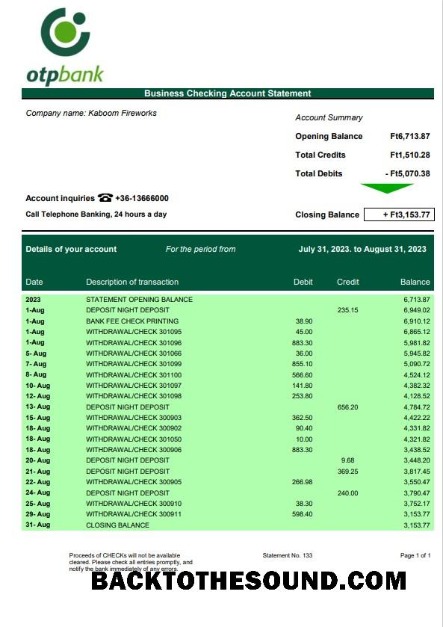 otpbank
Business Checking Account Statement
Company name: Kaboom Fireworks
Account Summary
Opening Balance Ft6,713.87
Total Credits Ft1,510.28
Total Debits - Ft5,070.38
Account inquiries ☎ +36-13666000
Call Telephone Banking, 24 hours a day
Closing Balance + Ft3,153.77
Details of your account For the period from July 31, 2023. to August 31, 2023
Date Description of transaction Debit Credit Balance
2023 STATEMENT OPENING BALANCE 6,713.87
1-Aug DEPOSIT NIGHT DEPOSIT 235.15 6,949.02
1-Aug BANK FEE CHECK PRINTING 38.90 6,910.12
1-Aug WITHDRAWAL/CHECK 301095 45.00 6,865.12
1-Aug WITHDRAWAL/CHECK 301096 883.30 5,981.82
5- Aug WITHDRAWAL/CHECK 301066 36.00 5,945.82
7- Aug WITHDRAWAL/CHECK 301099 855.10 5,090.72
8- Aug WITHDRAWAL/CHECK 301100 566.60 4,524.12
10- Aug WITHDRAWAL/CHECK 301097 141.80 4,382.32
12- Aug WITHDRAWAL/CHECK 301098 253.80 4,128.52
13- Aug DEPOSIT NIGHT DEPOSIT 656.20 4,784.72
15- Aug WITHDRAWAL/CHECK 300903 362.50 4,422.22
18- Aug WITHDRAWAL/CHECK 300902 90.40 4,331.82
18- Aug WITHDRAWAL/CHECK 301050 10.00 4,321.82
18- Aug WITHDRAWAL/CHECK 300906 883.30 3,438.52
20- Aug DEPOSIT NIGHT DEPOSIT 9.68 3,448.20
21- Aug DEPOSIT NIGHT DEPOSIT 369.25 3,817.45
22- Aug WITHDRAWAL/CHECK 300905 266.98 3,550.47
24- Aug DEPOSIT NIGHT DEPOSIT 240.00 3,790.47
25- Aug WITHDRAWAL/CHECK 300910 38.30 3,752.17
29- Aug WITHDRAWAL/CHECK 300911 598.40 3,153.77
31- Aug CLOSING BALANCE 3,153.77
Proceeds of CHECKs will not be available Statement No. 133 Page 1 of 1
cleared. Please check all entries promptly, and
notify the bank immediately of any errors.
BACKTOTHESOUND.COM